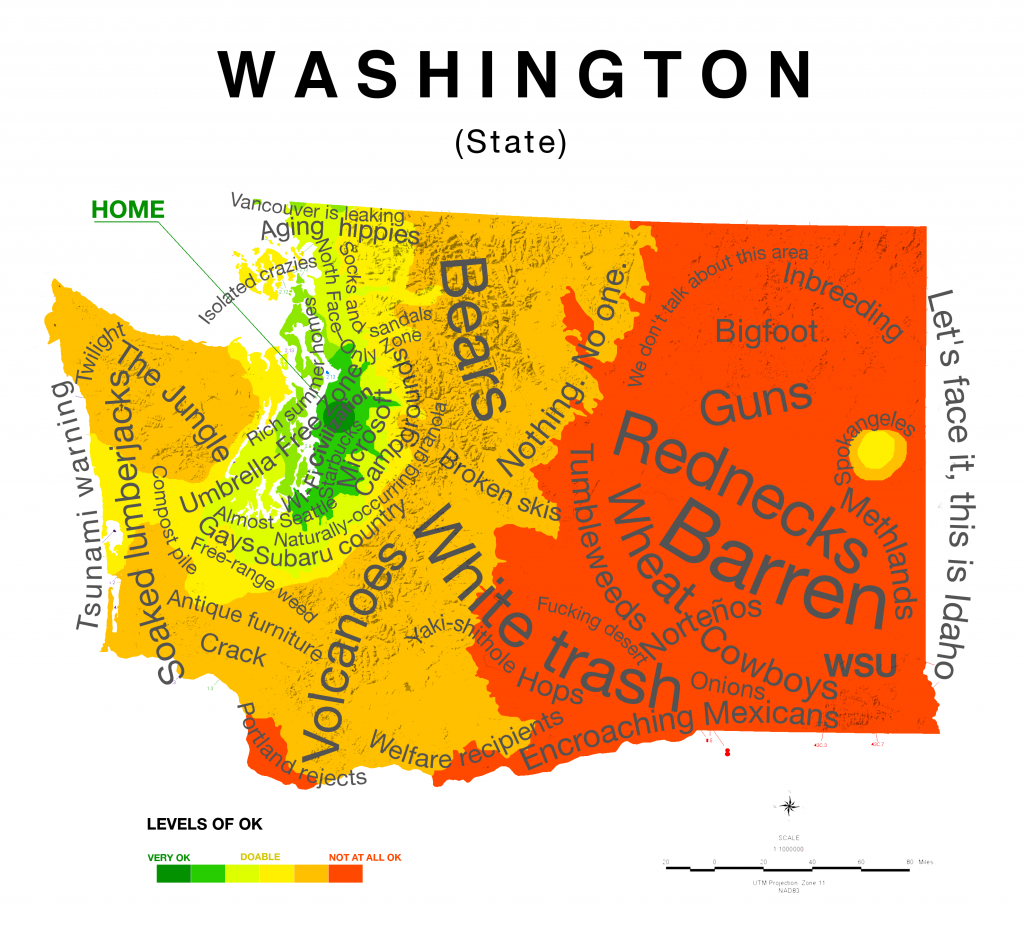 WASHINGTON
(State)
HOME
Vancouver is leaking
Aging hippies
Isolated crazies
North Face-Only Zone
Socks and sandals
Bears
No one.
Nothing.
We don't talk about this area
Inbreeding
Bigfoot
Guns
Rednecks
Barren
Spokangeles
Methlands
Let's face it, this is Idaho
Twilight
The Jungle
Tsunami warning
Soaked lumberjacks
Compost pile
Rich summer homes
Umbrella-Free Zone
Wi-Fi
Civilization
Starbucks
Microsoft
Campgrounds
Almost Seattle
Naturally-occurring granola
Gays
Subaru country
Free-range weed
Broken skis
Antique furniture
Crack
Volcanoes
White trash
Yaki-shithole
Hops
Tumbleweeds
Wheat
Fucking desert
Norteños
Cowboys
Onions
WSU
Encroaching Mexicans
Welfare recipients
Portland rejects
LEVELS OF OK
VERY OK
DOABLE
NOT AT ALL OK
SCALE
1:1000000
20 0 20 40 60 80 Miles
UTM Projection, Zone 11
NAD83